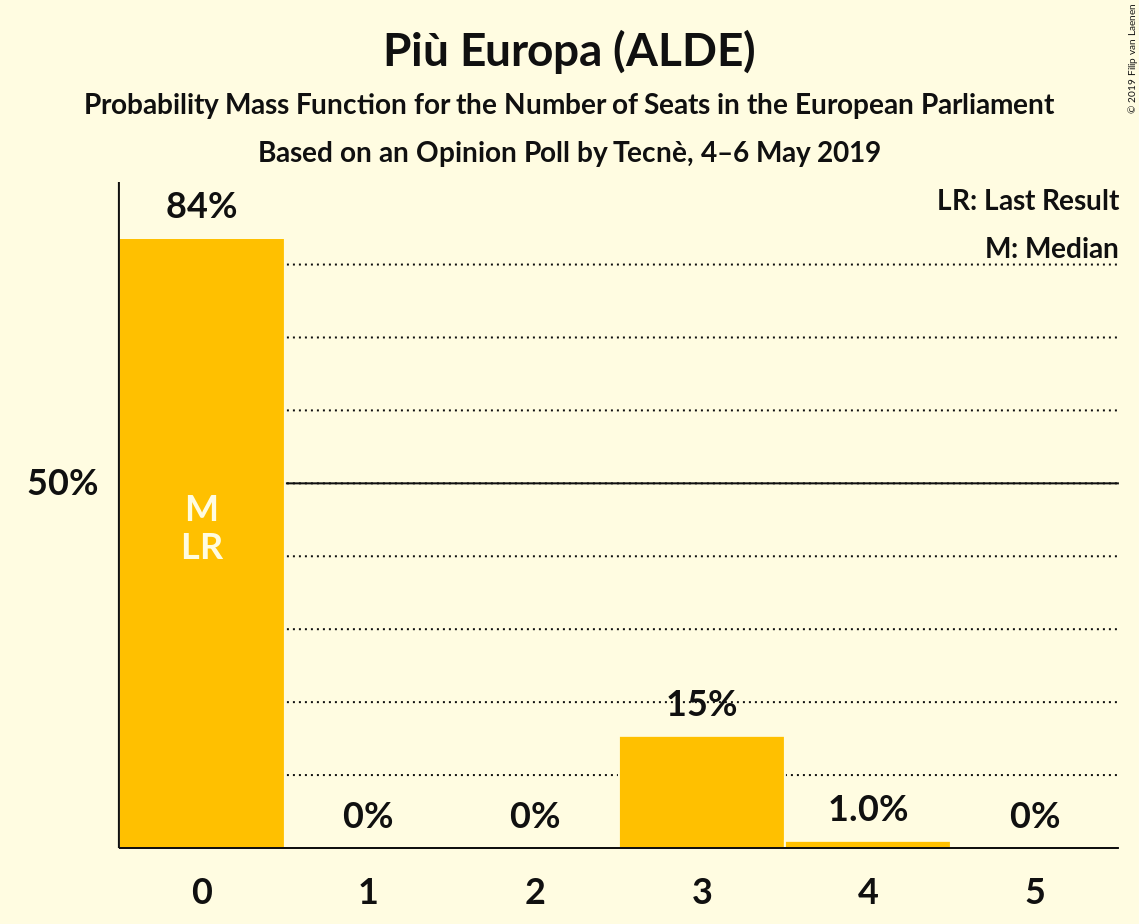 Più Europa (ALDE)
Probability Mass Function for the Number of Seats in the European Parliament
Based on an Opinion Poll by Tecnè, 4–6 May 2019
© 2019 Filip van Laenen
LR: Last Result
M: Median
84%
50%
M
LR
15%
0%
0%
1.0%
0%
0
1
2
3
4
5